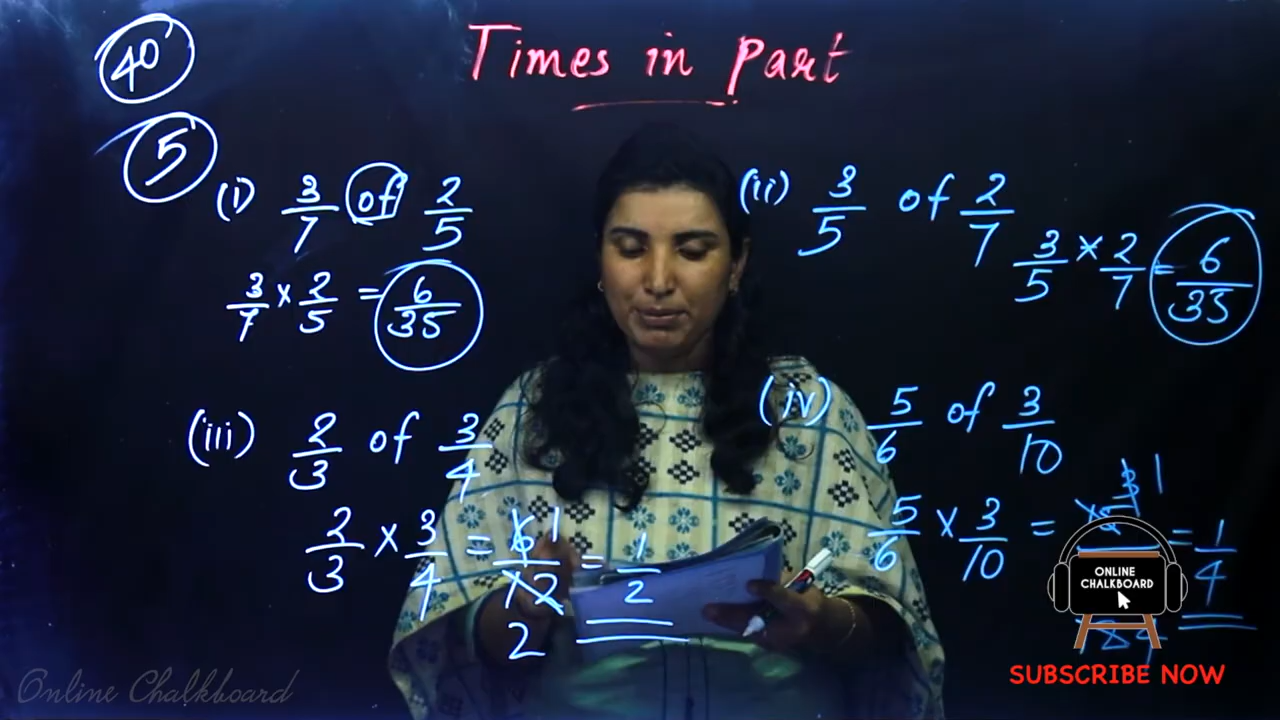 40
Times in part
5
(i) 3/7 of 2/5
3/7 × 2/5 = 6/35
(ii) 3/5 of 2/7
3/5 × 2/7 = 6/35
(iii) 2/3 of 3/4
2/3 × 3/4 = 6 1/12 2 = 1/2
(iv) 5/6 of 3/10
5/6 × 3/10 = = 1/4
ONLINE
CHALKBOARD
SUBSCRIBE NOW
Online Chalkboard